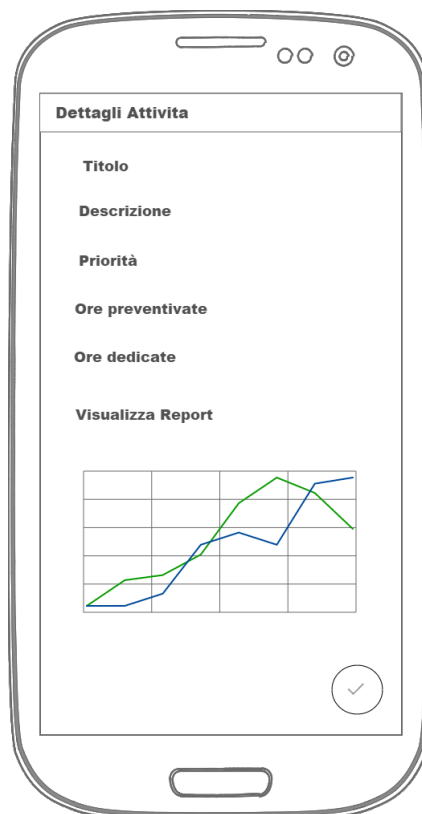 Dettagli Attivita
Titolo
Descrizione
Priorità
Ore preventivate
Ore dedicate
Visualizza Report